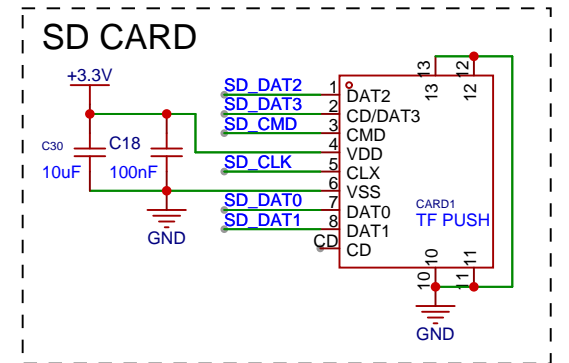 SD CARD
+3.3V
C30
10uF
C18
100nF
GND
SD_DAT2
SD_DAT3
SD_CMD
SD_CLK
SD_DAT0
SD_DAT1
CD
1
2
3
4
5
6
7
8
DAT2
CD/DAT3
CMD
VDD
CLX
VSS
DAT0
DAT1
CD
CARD1
TF PUSH
13
13
12
12
10
10
11
11
GND